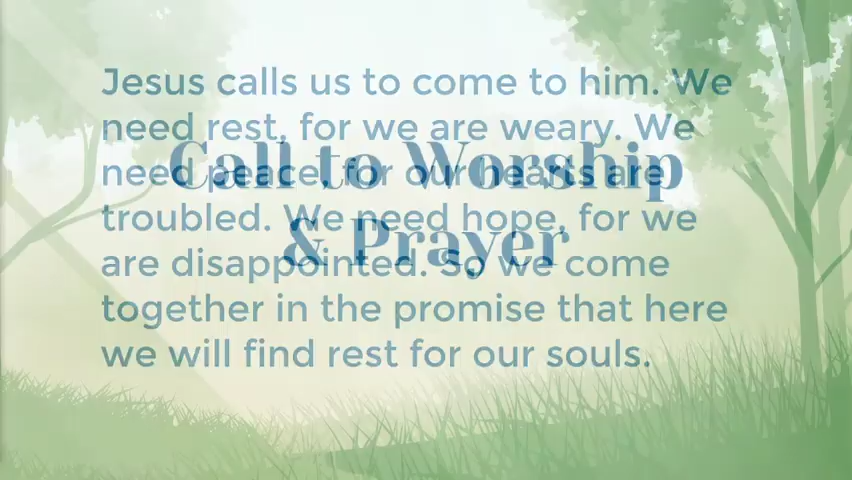 Jesus calls us to come to him. We
need rest, for we are weary. We
need peace, for our hearts are
troubled. We need hope, for we
are disappointed. So we come
together in the promise that here
we will find rest for our souls.
Call to Worship
& Prayer